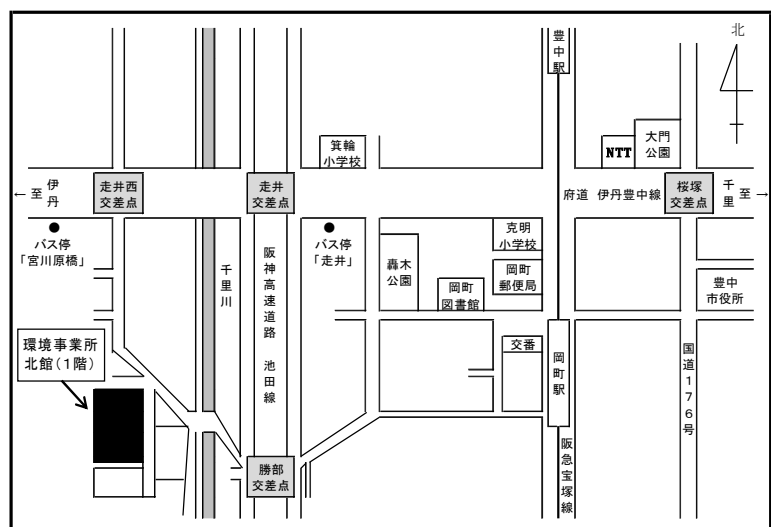 豊中駅
北
箕輪
小学校
NTT
大門
公園
← 至 伊丹
走井西
交差点
走井
交差点
府道 伊丹豊中線
桜塚
交差点
千里 至 →
バス停
「宮川原橋」
バス停
「走井」
克明
小学校
轟木
公園
岡町
郵便局
岡町
図書館
豊中
市役所
千里川
阪神高速道路 池田線
環境事業所
北館(1階)
交番
岡町駅
国道176号
勝部
交差点
阪急宝塚線